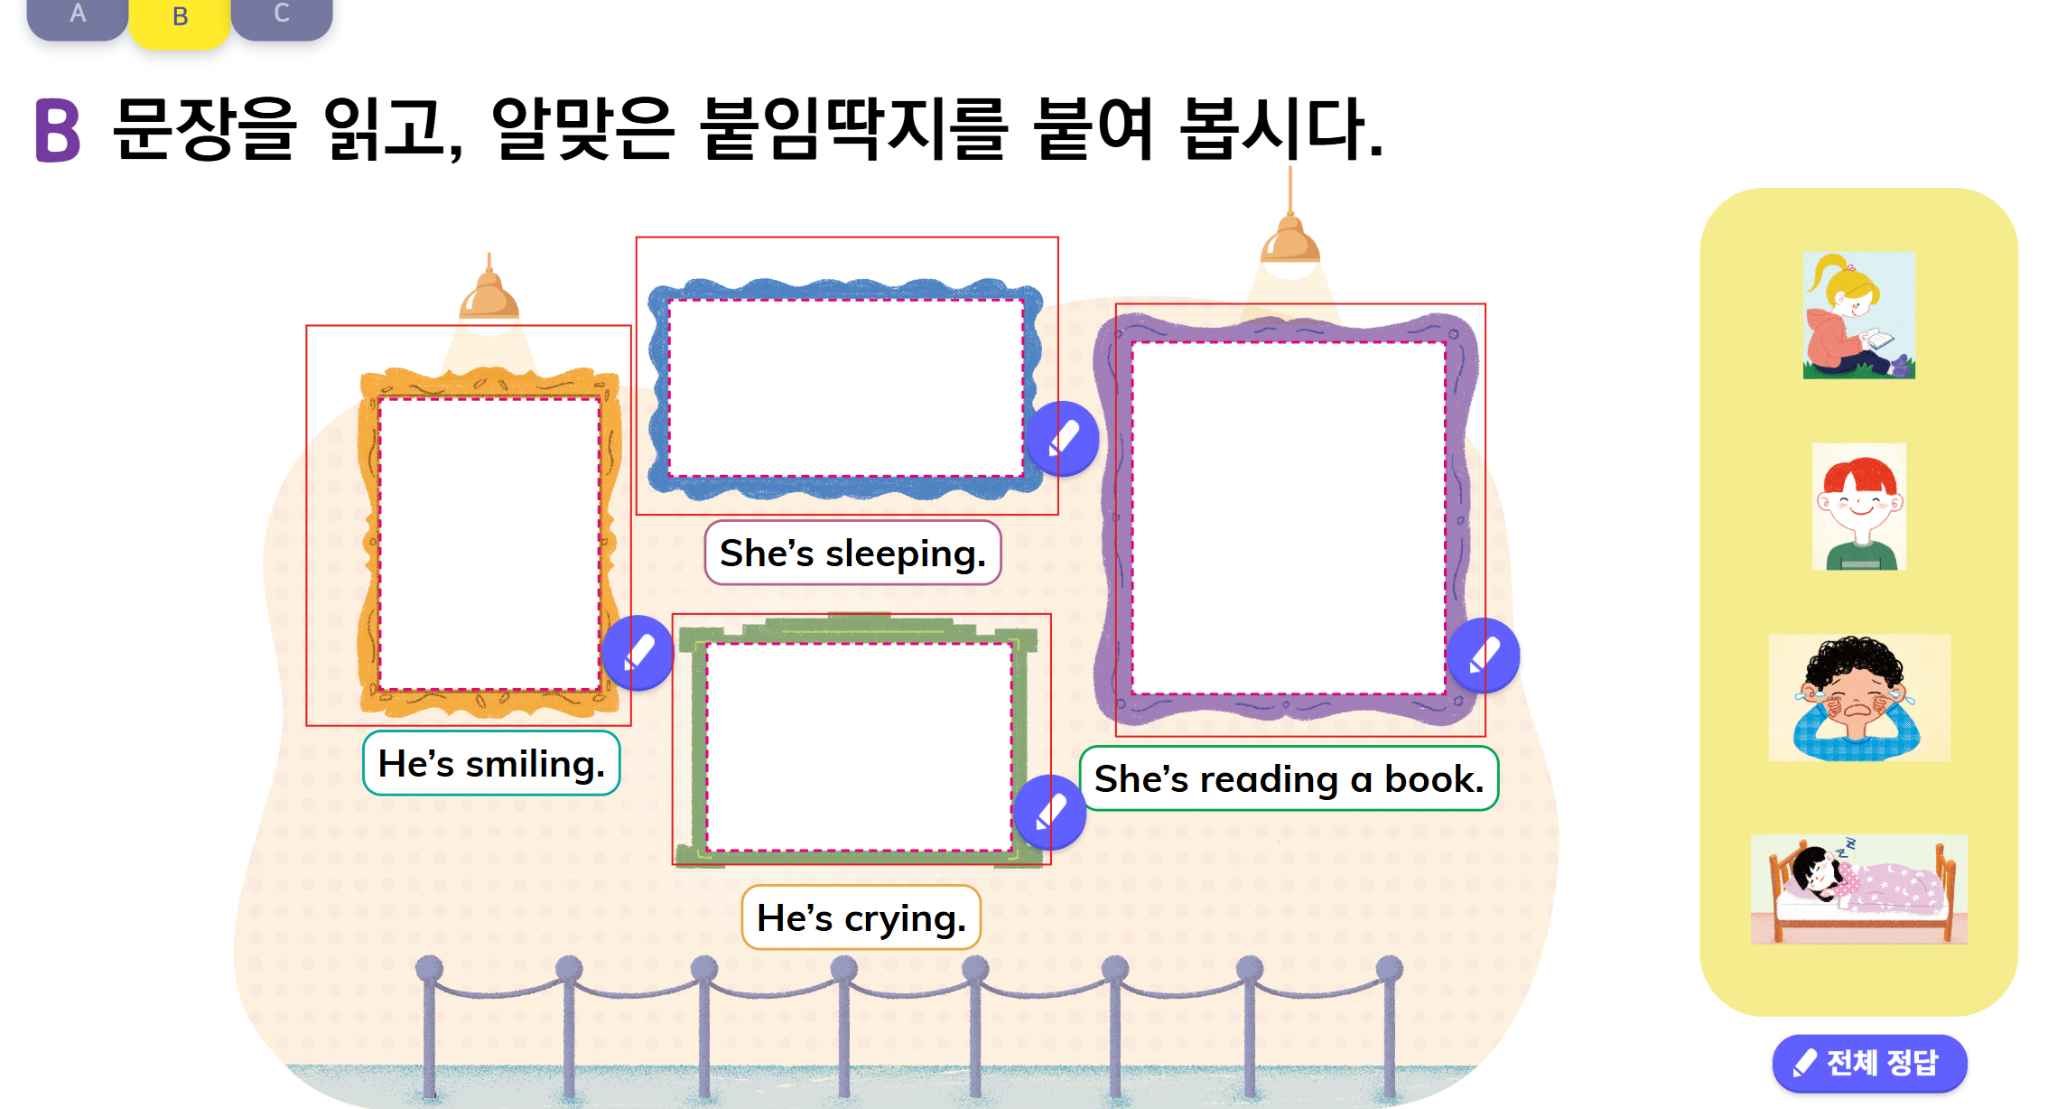 A B C
B 문장을 읽고, 알맞은 붙임딱지를 붙여 봅시다.
She's sleeping.
He's smiling.
She's reading a book.
He's crying.
z z
전체 정답